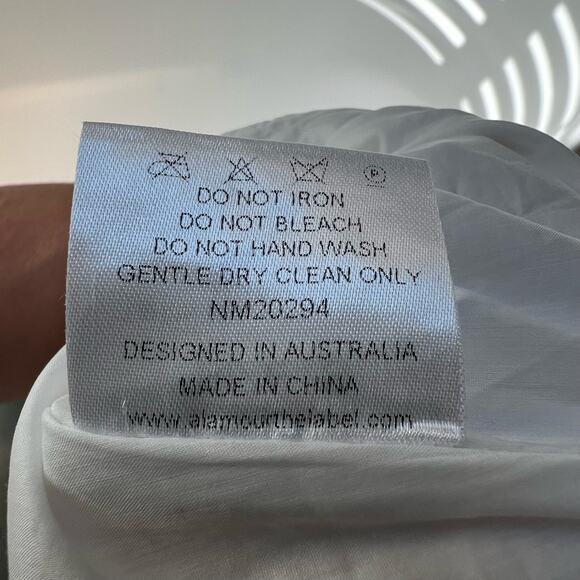 P
DO NOT IRON
DO NOT BLEACH
DO NOT HAND WASH
GENTLE DRY CLEAN ONLY
NM20294
DESIGNED IN AUSTRALIA
MADE IN CHINA
www.alamourthelabel.com